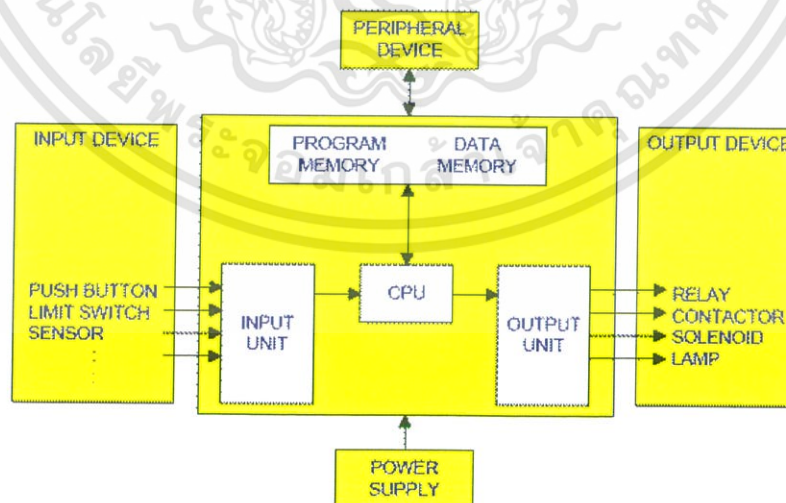 PERIPHERAL
DEVICE
INPUT DEVICE
PROGRAM
MEMORY
DATA
MEMORY
OUTPUT DEVICE
PUSH BUTTON
LIMIT SWITCH
SENSOR
INPUT
UNIT
CPU
OUTPUT
UNIT
RELAY
CONTACTOR
SOLENOID
LAMP
POWER
SUPPLY